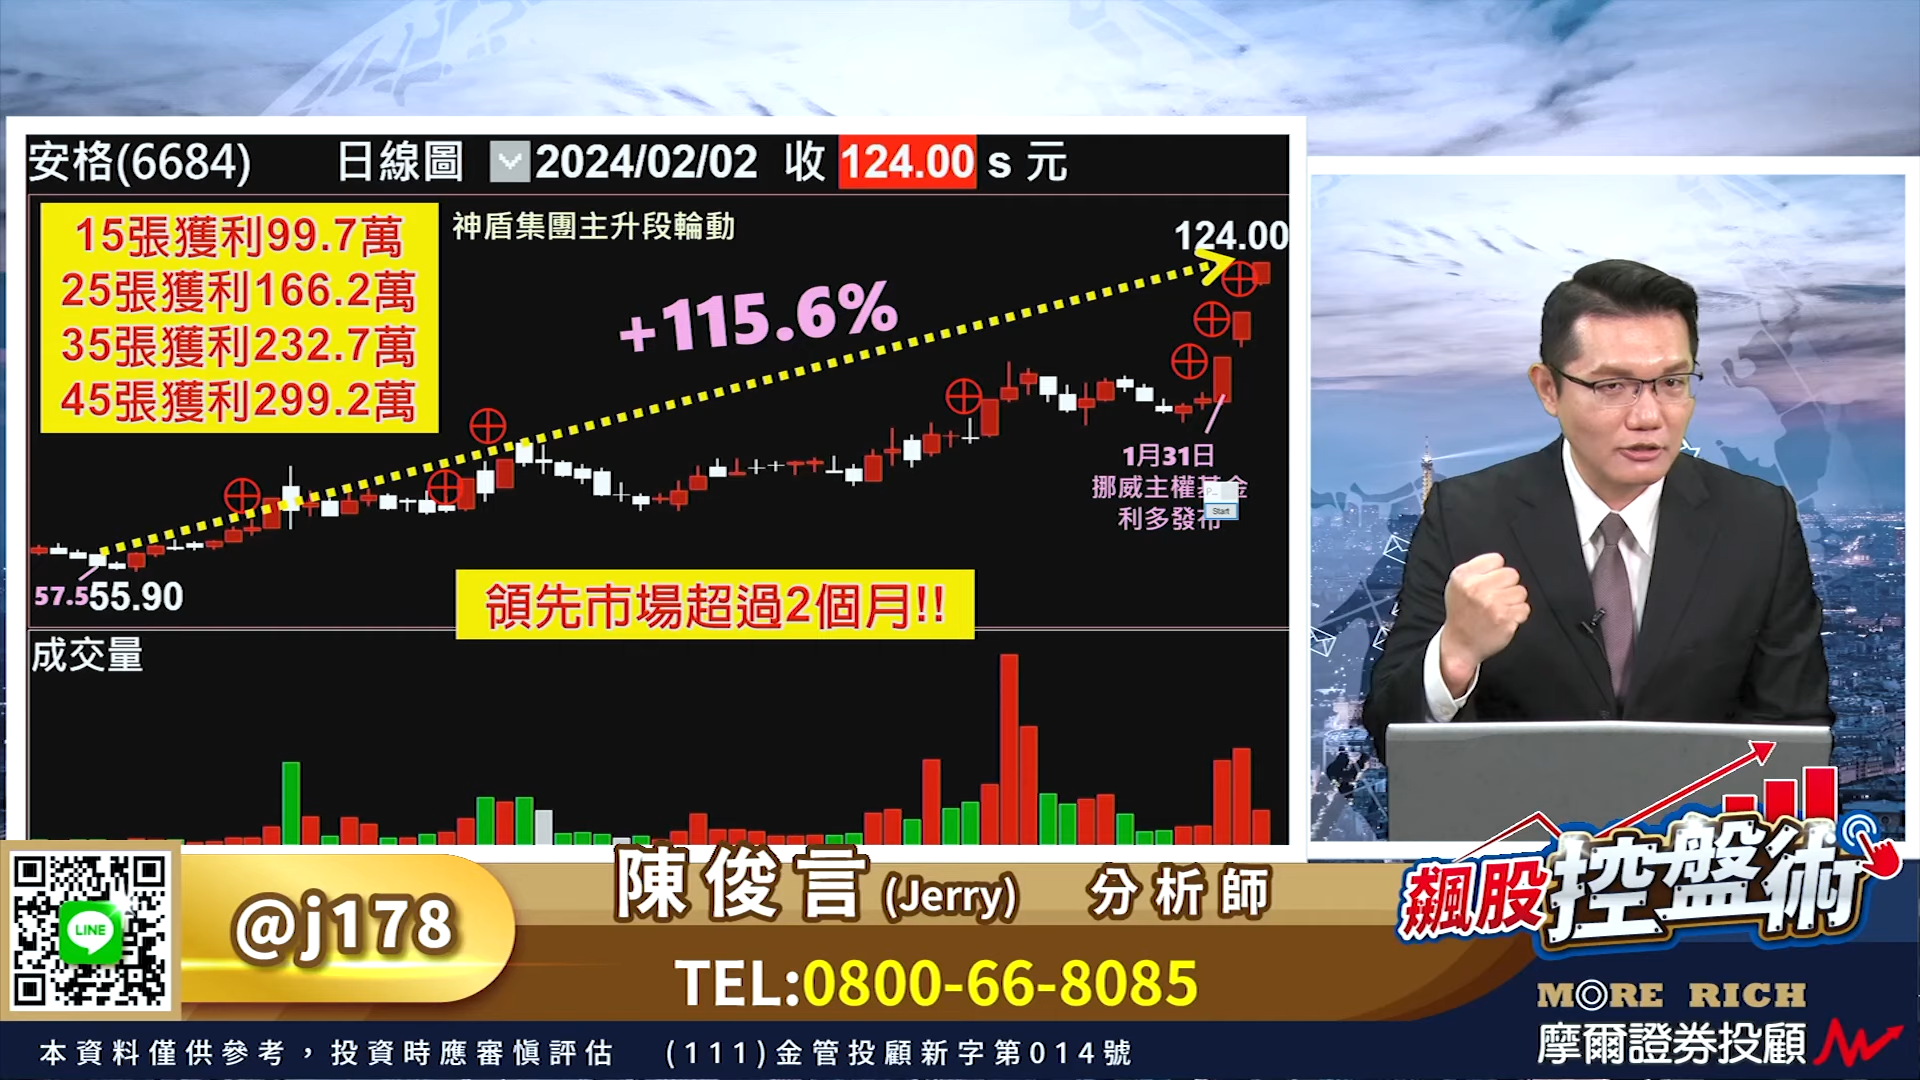 安格(6684) 日線圖 2024/02/02 收 124.00 s 元
15張獲利99.7萬
25張獲利166.2萬
35張獲利232.7萬
45張獲利299.2萬
神盾集團主升段輪動
124.00
+115.6%
1月31日
挪威主權基金
利多發布
Start
57.5
55.90
領先市場超過2個月!!
成交量
LINE
@j178
陳俊言(Jerry) 分析師
TEL:0800-66-8085
飆股控盤術
MORE RICH
摩爾證券投顧
本資料僅供參考，投資時應審慎評估 (111)金管投顧新字第014號